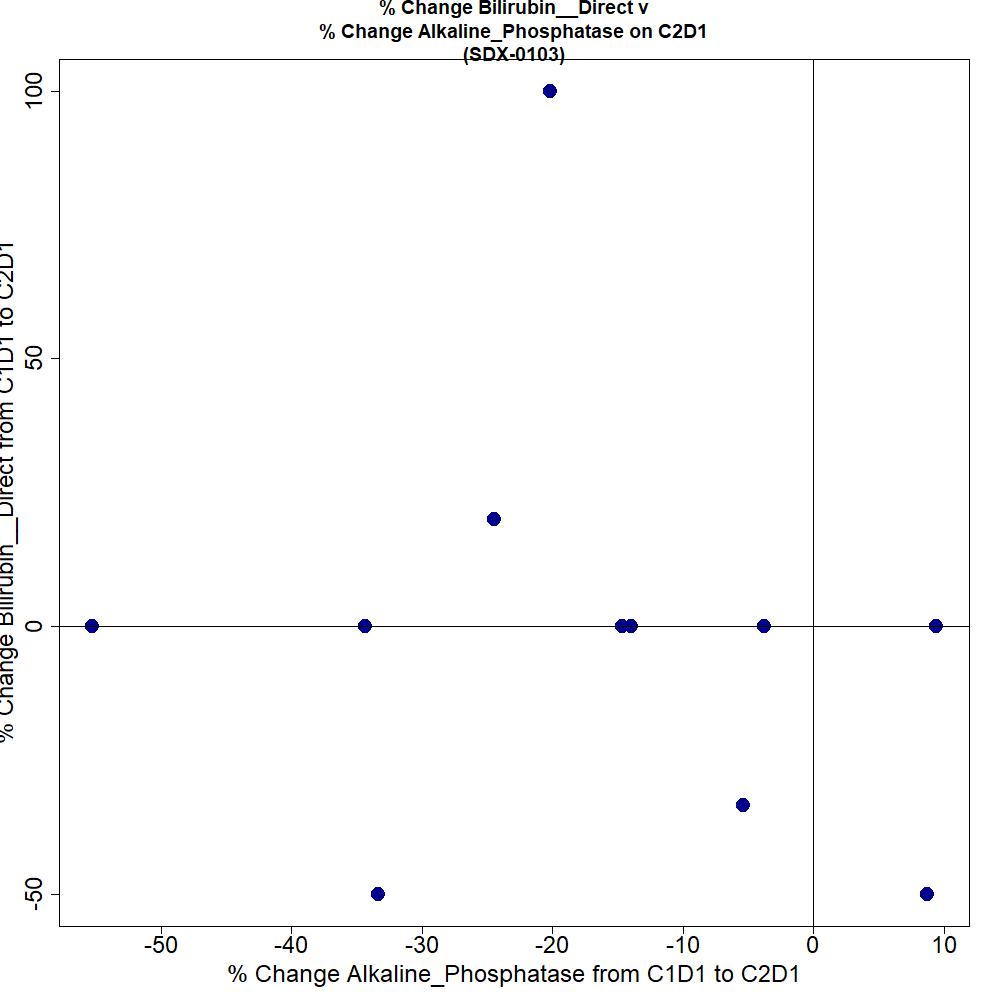 % Change Bilirubin__Direct v
% Change Alkaline_Phosphatase on C2D1
(SDX-0103)
% Change Bilirubin__Direct from C1D1 to C2D1
100
50
0
-50
-50
-40
-30
-20
-10
0
10
% Change Alkaline_Phosphatase from C1D1 to C2D1